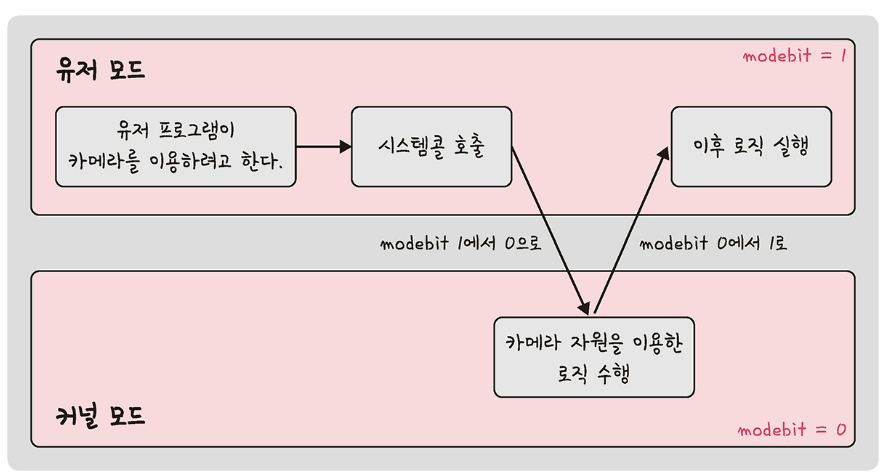 유저 모드
modebit = 1
유저 프로그램이
카메라를 이용하려고 한다.
시스템콜 호출
이후 로직 실행
modebit 1에서 0으로
modebit 0에서 1로
카메라 자원을 이용한
로직 수행
커널 모드
modebit = 0